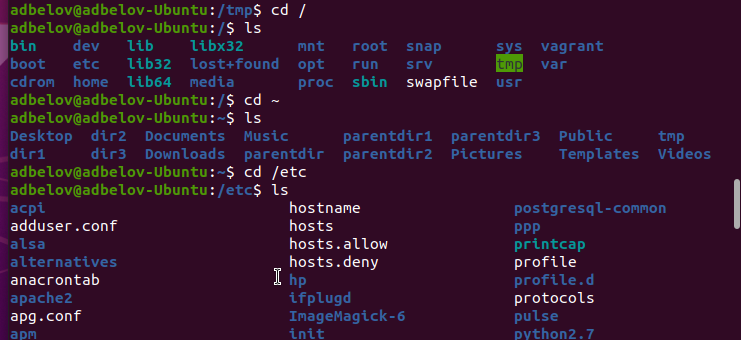 adbelov@adbelov-Ubuntu:/tmp$ cd /
adbelov@adbelov-Ubuntu:/$ ls
bin    dev   lib    libx32      mnt   root  snap      sys  vagrant
boot   etc   lib32  lost+found  opt   run   srv       tmp  var
cdrom  home  lib64  media       proc  sbin  swapfile  usr
adbelov@adbelov-Ubuntu:/$ cd ~
adbelov@adbelov-Ubuntu:~$ ls
Desktop  dir2  Documents  Music      parentdir1  parentdir3  Public     tmp
dir1     dir3  Downloads  parentdir  parentdir2  Pictures    Templates  Videos
adbelov@adbelov-Ubuntu:~$ cd /etc
adbelov@adbelov-Ubuntu:/etc$ ls
acpi                           hostname                 postgresql-common
adduser.conf                   hosts                    ppp
alsa                           hosts.allow              printcap
alternatives                   hosts.deny               profile
anacrontab                     hp                       profile.d
apache2                        ifplugd                  protocols
apg.conf                       ImageMagick-6            pulse
apm                            init                     python2.7